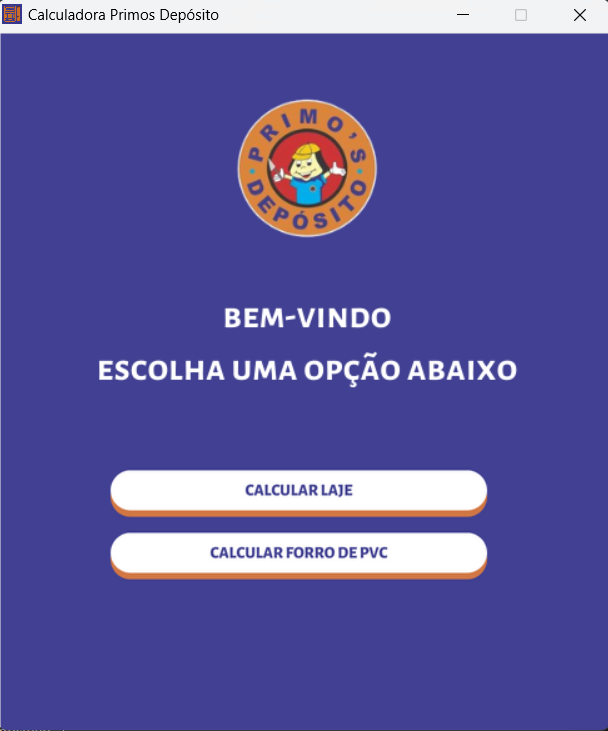 Calculadora Primos Depósito
PRIMO'S
DEPÓSITO
BEM-VINDO
ESCOLHA UMA OPÇÃO ABAIXO
CALCULAR LAJE
CALCULAR FORRO DE PVC